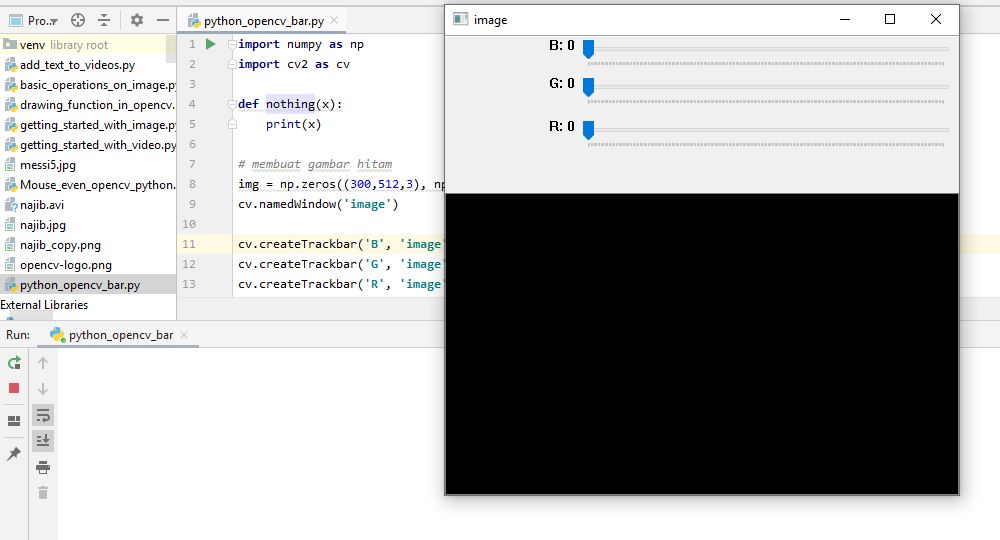 Pro..
python_opencv_bar.py
image
venv library root
add_text_to_videos.py
basic_operations_on_image.py
drawing_function_in_opencv.
getting_started_with_image.py
getting_started_with_video.py
messi5.jpg
Mouse_even_opencv_python.
najib.avi
najib.jpg
najib_copy.png
opencv-logo.png
python_opencv_bar.py
External Libraries
1 import numpy as np
2 import cv2 as cv
3
4 def nothing(x):
5 print(x)
6
7 # membuat gambar hitam
8 img = np.zeros((300,512,3), np
9 cv.namedWindow('image')
10
11 cv.createTrackbar('B', 'image'
12 cv.createTrackbar('G', 'image'
13 cv.createTrackbar('R', 'image'
B: 0
G: 0
R: 0
Run: python_opencv_bar